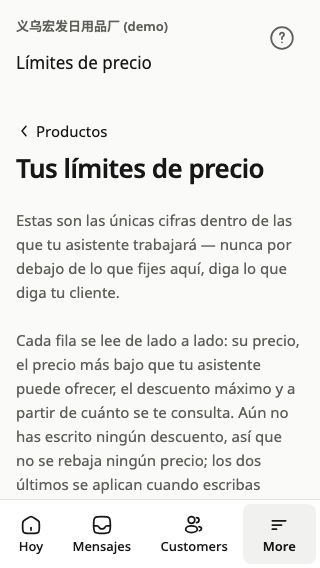 义乌宏发日用品厂 (demo)
Límites de precio
Productos
Tus límites de precio
Estas son las únicas cifras dentro de las
que tu asistente trabajará — nunca por
debajo de lo que fijes aquí, diga lo que
diga tu cliente.
Cada fila se lee de lado a lado: su precio,
el precio más bajo que tu asistente
puede ofrecer, el descuento máximo y a
partir de cuánto se te consulta. Aún no
has escrito ningún descuento, así que
no se rebaja ningún precio; los dos
últimos se aplican cuando escribas
Hoy
Mensajes
Customers
More